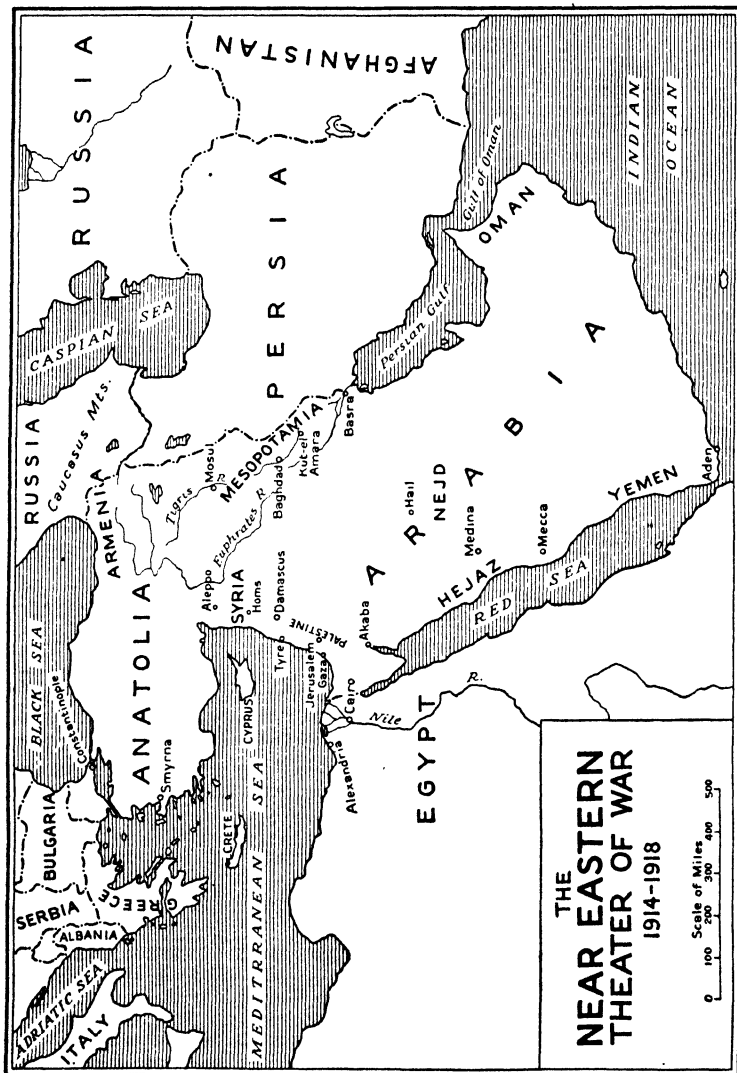 THE
NEAR EASTERN
THEATER OF WAR
1914-1918
Scale of Miles
0 100 200 300 400 500
ADRIATIC SEA
ITALY
SERBIA
ALBANIA
BULGARIA
GREECE
BLACK SEA
Constantinople
ANATOLIA
Smyrna
CRETE
CYPRUS
MEDITRRANEAN SEA
RUSSIA
Caucasus Mts.
ARMENIA
CASPIAN SEA
RUSSIA
AFGHANISTAN
PERSIA
Mosul
Tigris R.
MESOPOTAMIA
Euphrates R.
Baghdad
Kut-el
Amara
Basra
Aleppo
SYRIA
Homs
Damascus
Tyre
PALESTINE
Jerusalem
Gaza
Akaba
Cairo
Alexandria
Nile R.
EGYPT
ARABIA
Hail
NEJD
Medina
HEJAZ
Mecca
RED SEA
YEMEN
Aden
Persian Gulf
Gulf of Oman
OMAN
INDIAN
OCEAN